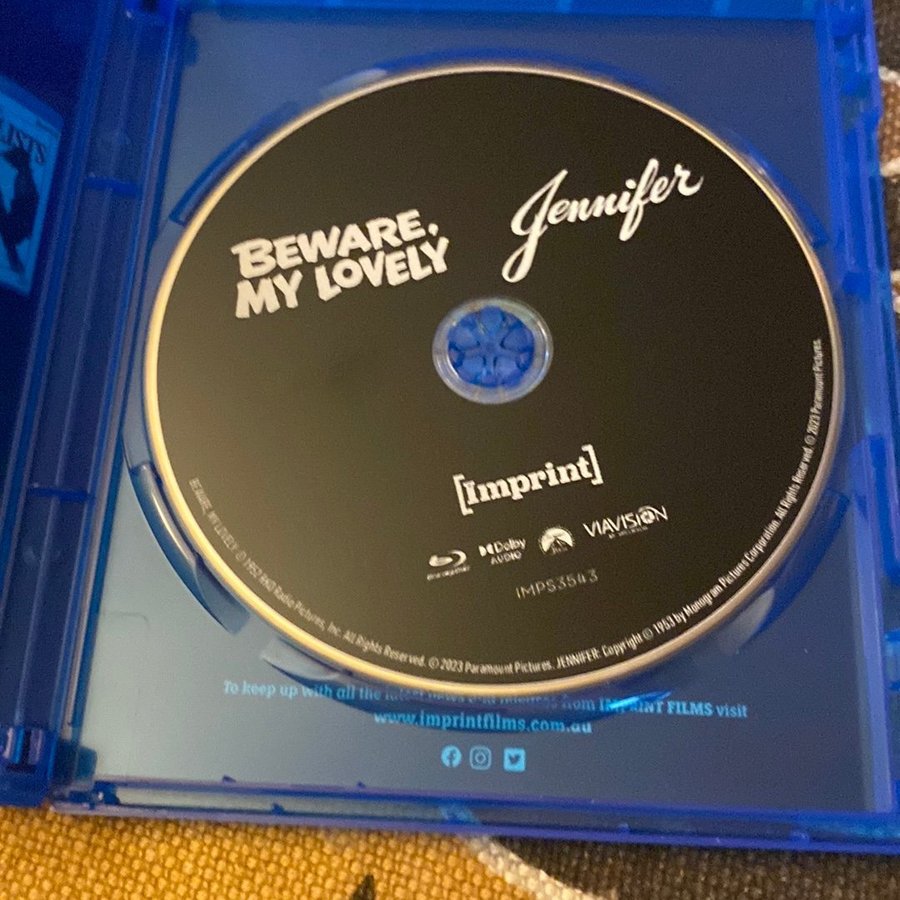 BEWARE,
MY LOVELY
Jennifer
[Imprint]
Dolby
AUDIO
VIAVISION
IMPS3543
BEWARE, MY LOVELY: © 1952 RKO Radio Pictures, Inc. All Rights Reserved. © 2023 Paramount Pictures. JENNIFER: Copyright © 1953 by Monogram Pictures Corporation. All Rights Reserved. © 2023 Paramount Pictures.
To keep up with all the latest news and from IMPRINT FILMS visit
www.imprintfilms.com.au